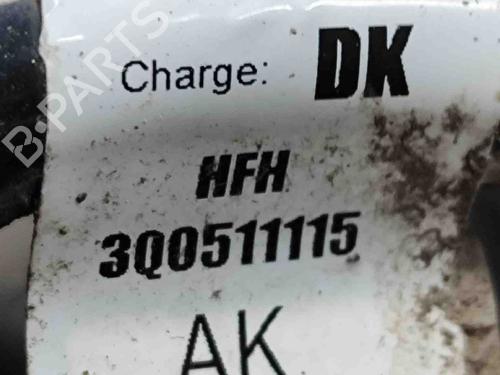 B-PARTS
Charge: DK
HFH
3Q0511115
AK